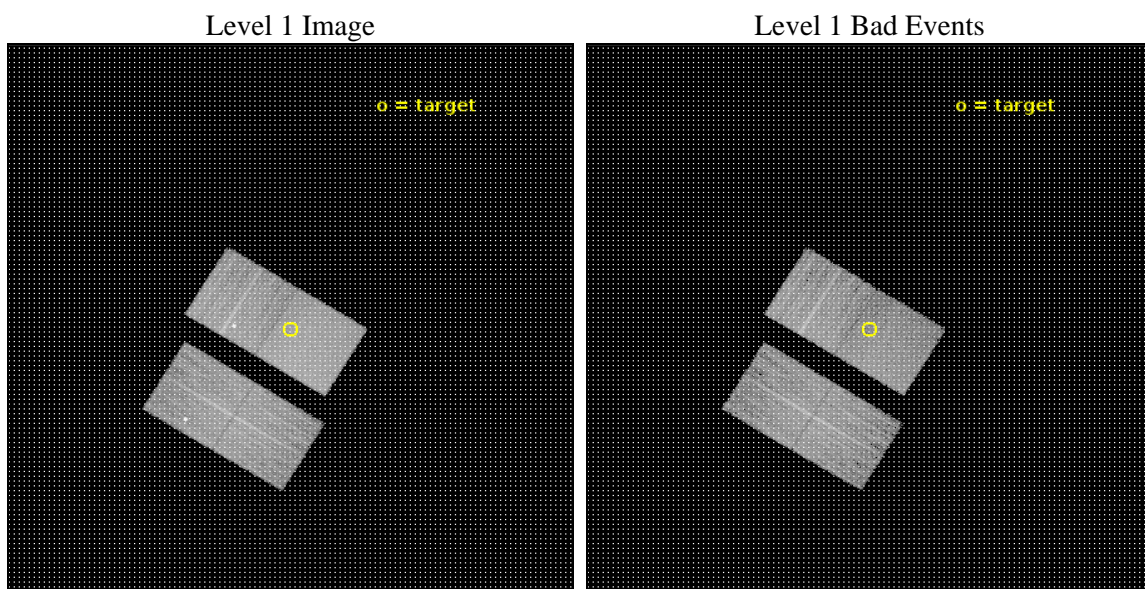 Level 1 Image
Level 1 Bad Events
o = target
o = target